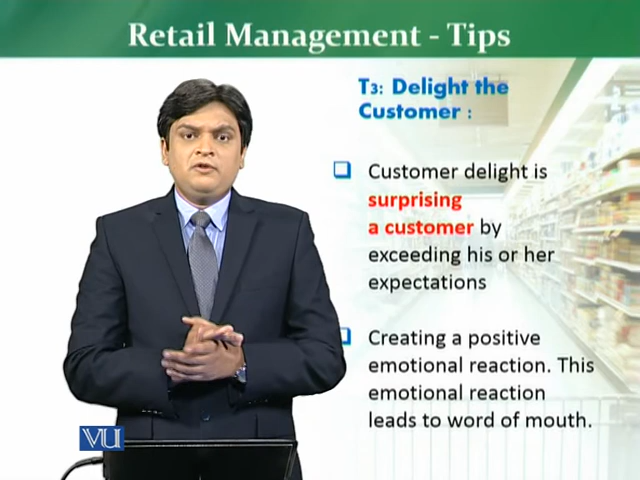 Retail Management - Tips
T3: Delight the
Customer :
Customer delight is
surprising
a customer by
exceeding his or her
expectations
Creating a positive
emotional reaction. This
emotional reaction
leads to word of mouth.
VU